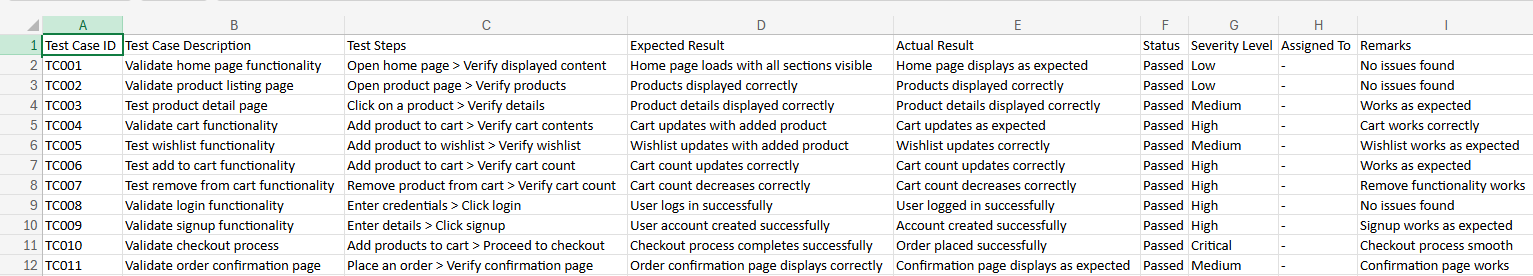 A B C D E F G H I
1 Test Case ID Test Case Description Test Steps Expected Result Actual Result Status Severity Level Assigned To Remarks
2 TC001 Validate home page functionality Open home page > Verify displayed content Home page loads with all sections visible Home page displays as expected Passed Low - No issues found
3 TC002 Validate product listing page Open product page > Verify products Products displayed correctly Products displayed correctly Passed Low - No issues found
4 TC003 Test product detail page Click on a product > Verify details Product details displayed correctly Product details displayed correctly Passed Medium - Works as expected
5 TC004 Validate cart functionality Add product to cart > Verify cart contents Cart updates with added product Cart updates as expected Passed High - Cart works correctly
6 TC005 Test wishlist functionality Add product to wishlist > Verify wishlist Wishlist updates with added product Wishlist updates correctly Passed Medium - Wishlist works as expected
7 TC006 Test add to cart functionality Add product to cart > Verify cart count Cart count updates correctly Cart count updates correctly Passed High - Works as expected
8 TC007 Test remove from cart functionality Remove product from cart > Verify cart count Cart count decreases correctly Cart count decreases correctly Passed High - Remove functionality works
9 TC008 Validate login functionality Enter credentials > Click login User logs in successfully User logged in successfully Passed High - No issues found
10 TC009 Validate signup functionality Enter details > Click signup User account created successfully Account created successfully Passed High - Signup works as expected
11 TC010 Validate checkout process Add products to cart > Proceed to checkout Checkout process completes successfully Order placed successfully Passed Critical - Checkout process smooth
12 TC011 Validate order confirmation page Place an order > Verify confirmation page Order confirmation page displays correctly Confirmation page displays as expected Passed Medium - Confirmation page works